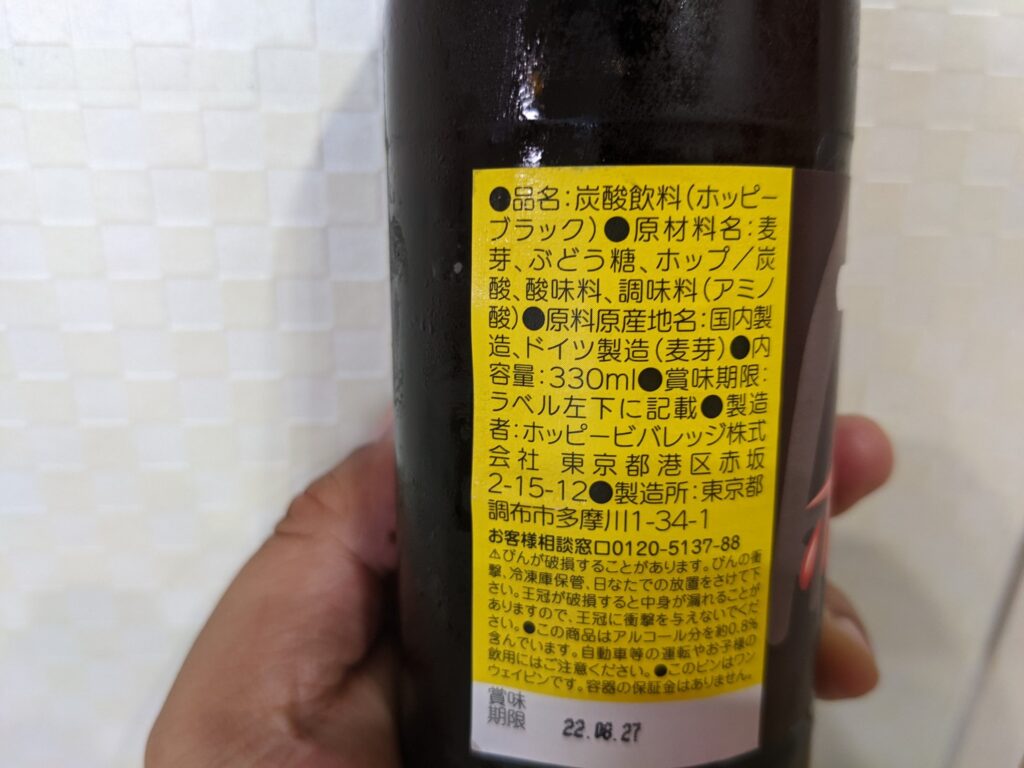 ●品名:炭酸飲料(ホッピー
ブラック)●原材料名:麦
芽、ぶどう糖、ホップ/炭
酸、酸味料、調味料(アミノ
酸)●原料原産地名:国内製
造、ドイツ製造(麦芽)●内
容量:330ml●賞味期限:
ラベル左下に記載●製造
者:ホッピービバレッジ株式
会社 東京都港区赤坂
2-15-12●製造所:東京都
調布市多摩川1-34-1
お客様相談窓口0120-5137-88
⚠びんが破損することがあります。びんの衝
撃、冷凍庫保管、日なたでの放置をさけて下
さい。王冠が破損すると中身が漏れることが
ありますので、王冠に衝撃を与えないでくだ
さい。●この商品はアルコール分を約0.8%
含んでいます。自動車等の運転やお子様の
飲用にはご注意ください。●このビンはワン
ウェイビンです。容器の保証金はありません。
賞味
期限
22.08.27